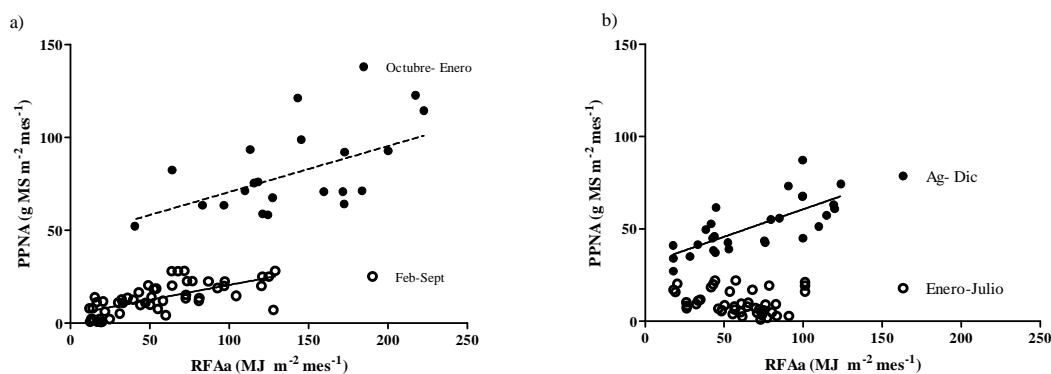 a)
150
100
50
0
PPNA (g MS m⁻² mes⁻¹)
Octubre- Enero
Feb-Sept
0 50 100 150 200 250
RFAa (MJ m⁻² mes⁻¹)
b)
150
100
50
0
PPNA (g MS m⁻² mes⁻¹)
Ag- Dic
Enero-Julio
0 50 100 150 200 250
RFAa (MJ m⁻² mes⁻¹)